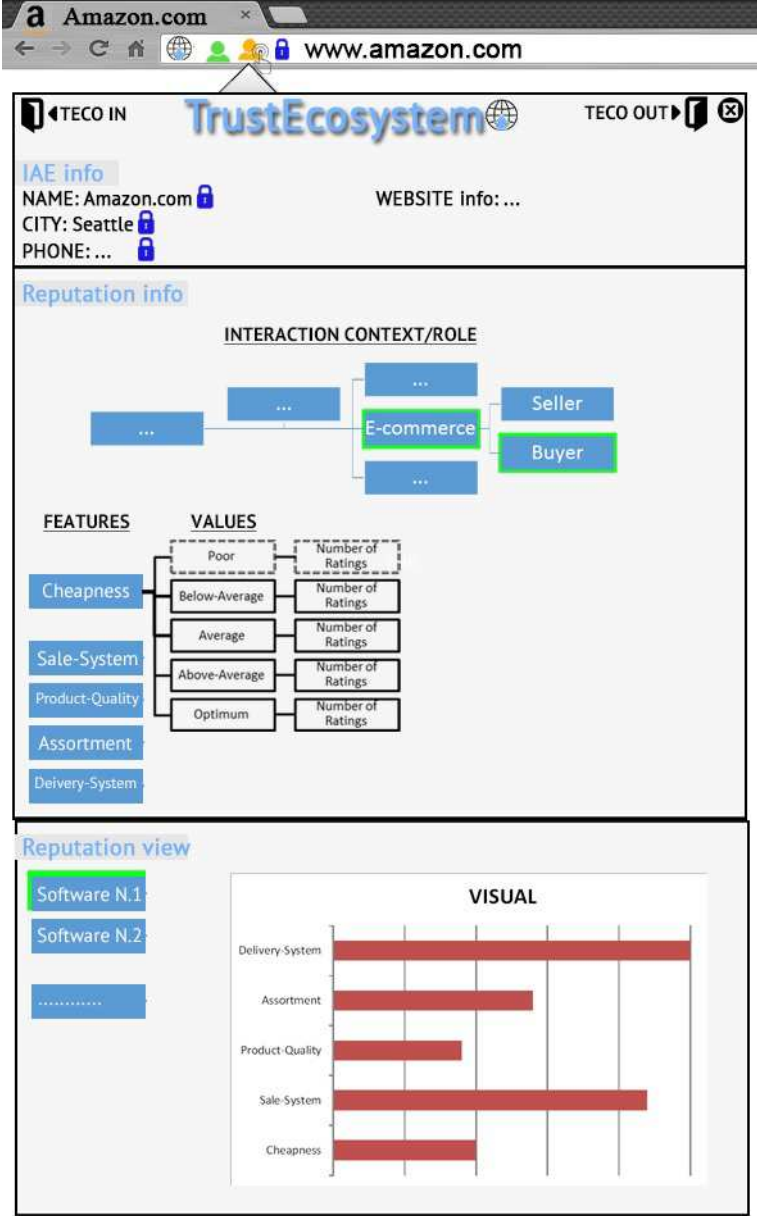 a Amazon.com ×
www.amazon.com
TECO IN TrustEcosystem TECO OUT
IAE info
NAME: Amazon.com WEBSITE info: ...
CITY: Seattle
PHONE: ...
Reputation info
INTERACTION CONTEXT/ROLE
...
... Seller
... E-commerce
Buyer
...
FEATURES VALUES
Poor Number of
Ratings
Cheapness Below-Average Number of
Ratings
Average Number of
Ratings
Sale-System
Above-Average Number of
Ratings
Product-Quality
Optimum Number of
Ratings
Assortment
Deivery-System
Reputation view
Software N.1 VISUAL
Software N.2
Delivery-System
............
Assortment
Product-Quality
Sale-System
Cheapness